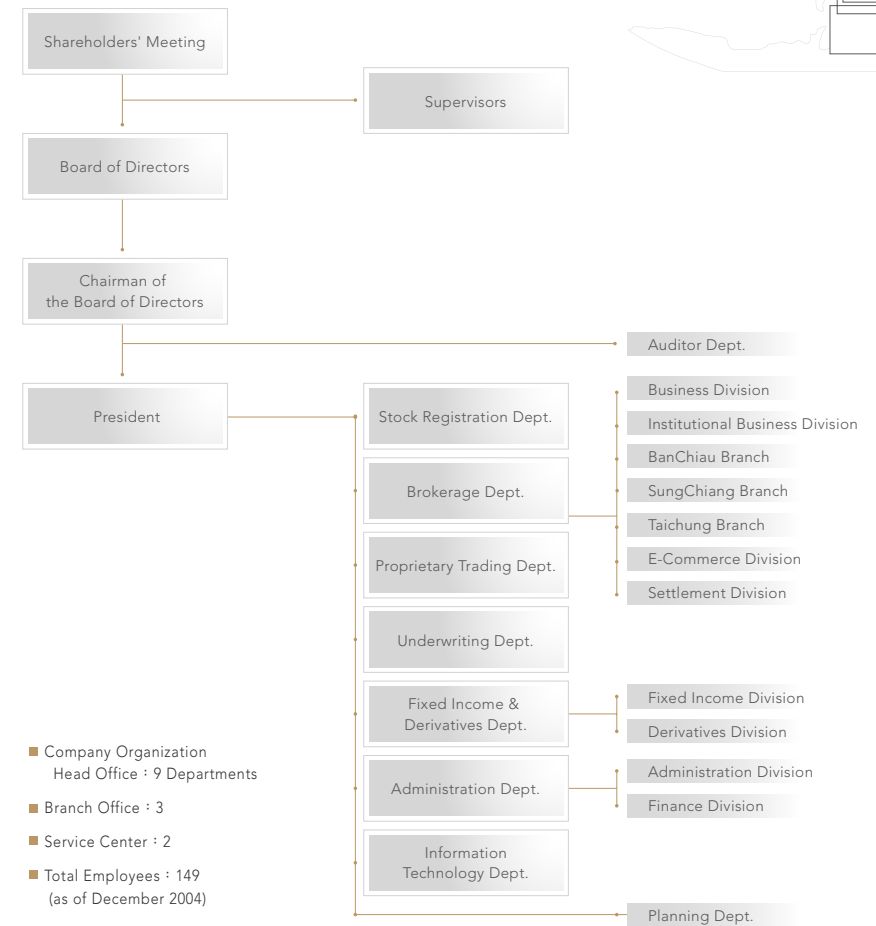 Shareholders' Meeting
Supervisors
Board of Directors
Chairman of
the Board of Directors
Auditor Dept.
President
Stock Registration Dept.
Brokerage Dept.
Proprietary Trading Dept.
Underwriting Dept.
Fixed Income &
Derivatives Dept.
Administration Dept.
Information
Technology Dept.
Business Division
Institutional Business Division
BanChiau Branch
SungChiang Branch
Taichung Branch
E-Commerce Division
Settlement Division
Fixed Income Division
Derivatives Division
Administration Division
Finance Division
Planning Dept.
Company Organization
Head Office：9 Departments
Branch Office：3
Service Center：2
Total Employees：149
(as of December 2004)